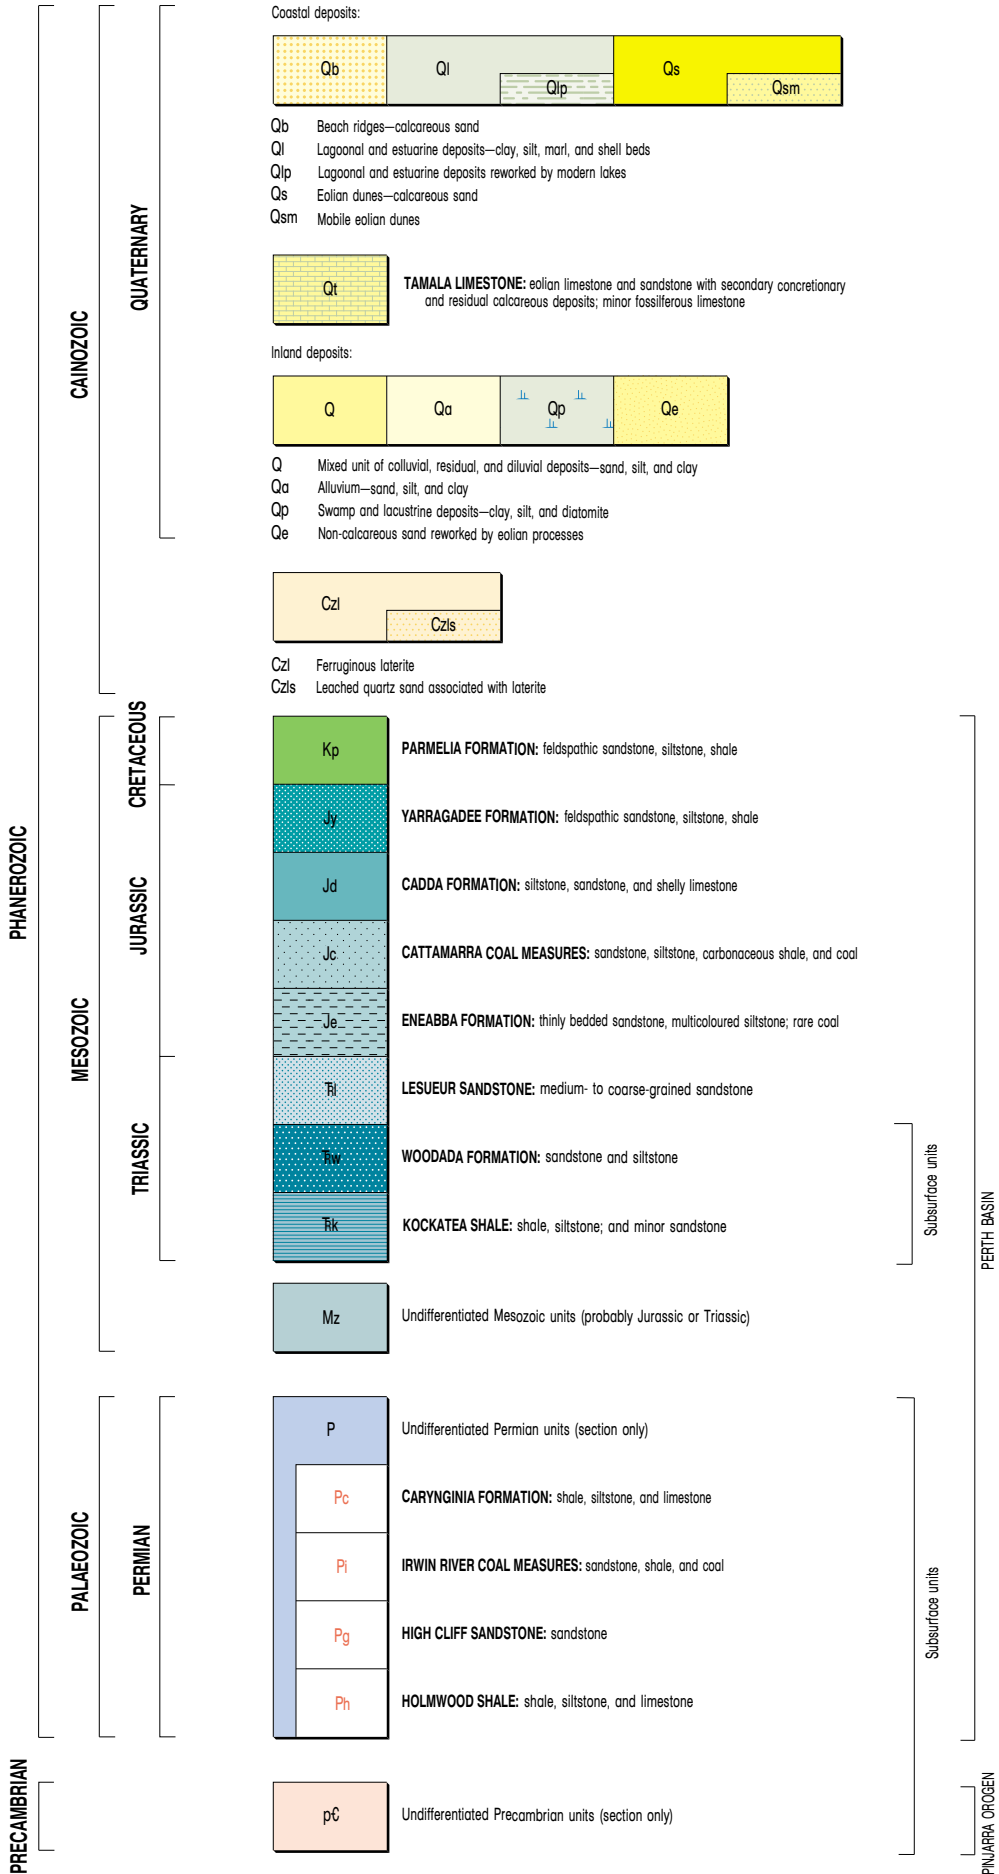 Coastal deposits:
Qb
Ql
Qlp
Qs
Qsm
Qb Beach ridges—calcareous sand
Ql Lagoonal and estuarine deposits—clay, silt, marl, and shell beds
Qlp Lagoonal and estuarine deposits reworked by modern lakes
Qs Eolian dunes—calcareous sand
Qsm Mobile eolian dunes
Qt
TAMALA LIMESTONE: eolian limestone and sandstone with secondary concretionary
and residual calcareous deposits; minor fossilferous limestone
Inland deposits:
Q
Qa
Qp
Qe
Q Mixed unit of colluvial, residual, and diluvial deposits—sand, silt, and clay
Qa Alluvium—sand, silt, and clay
Qp Swamp and lacustrine deposits—clay, silt, and diatomite
Qe Non-calcareous sand reworked by eolian processes
Czl
Czls
Czl Ferruginous laterite
Czls Leached quartz sand associated with laterite
Kp
PARMELIA FORMATION: feldspathic sandstone, siltstone, shale
Jy
YARRAGADEE FORMATION: feldspathic sandstone, siltstone, shale
Jd
CADDA FORMATION: siltstone, sandstone, and shelly limestone
Jc
CATTAMARRA COAL MEASURES: sandstone, siltstone, carbonaceous shale, and coal
Je
ENEABBA FORMATION: thinly bedded sandstone, multicoloured siltstone; rare coal
Ꞧl
LESUEUR SANDSTONE: medium- to coarse-grained sandstone
Ꞧw
WOODADA FORMATION: sandstone and siltstone
Ꞧk
KOCKATEA SHALE: shale, siltstone; and minor sandstone
Mz
Undifferentiated Mesozoic units (probably Jurassic or Triassic)
P
Undifferentiated Permian units (section only)
Pc
CARYNGINIA FORMATION: shale, siltstone, and limestone
Pi
IRWIN RIVER COAL MEASURES: sandstone, shale, and coal
Pg
HIGH CLIFF SANDSTONE: sandstone
Ph
HOLMWOOD SHALE: shale, siltstone, and limestone
p€
Undifferentiated Precambrian units (section only)
PHANEROZOIC
PRECAMBRIAN
CAINOZOIC
MESOZOIC
PALAEOZOIC
QUATERNARY
CRETACEOUS
JURASSIC
TRIASSIC
PERMIAN
Subsurface units
Subsurface units
PERTH BASIN
PINJARRA OROGEN